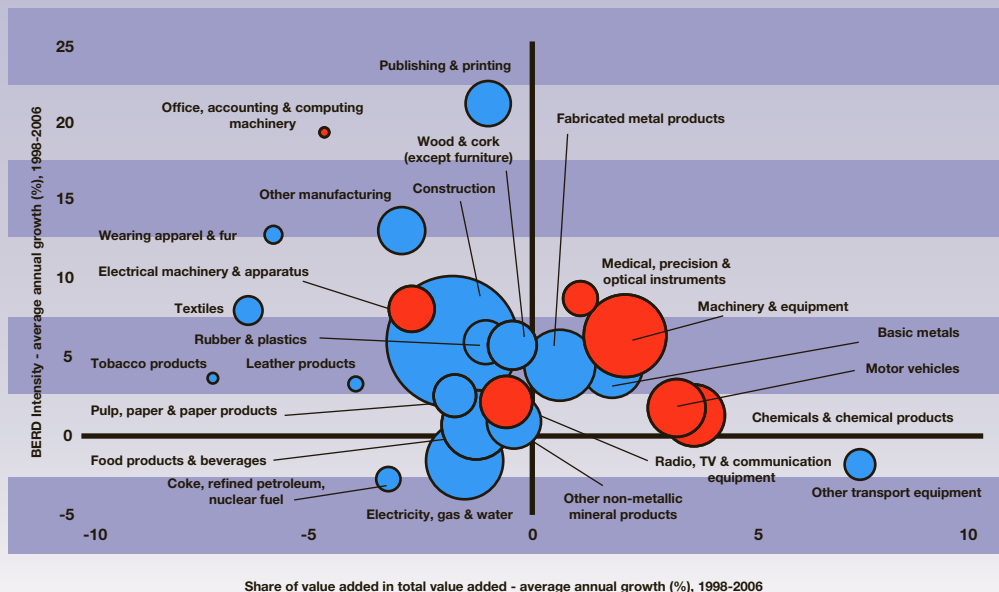 25
Publishing & printing
Office, accounting & computing
machinery
20
Fabricated metal products
Wood & cork
(except furniture)
Other manufacturing
Construction
15
Wearing apparel & fur
BERD Intensity - average annual growth (%), 1998-2006
10
Electrical machinery & apparatus
Medical, precision &
optical instruments
Textiles
Machinery & equipment
Rubber & plastics
Basic metals
5
Tobacco products
Leather products
Motor vehicles
Pulp, paper & paper products
Chemicals & chemical products
0
Food products & beverages
Radio, TV & communication
equipment
Coke, refined petroleum,
nuclear fuel
Other transport equipment
Other non-metallic
mineral products
Electricity, gas & water
-5
-10
-5
0
5
10
Share of value added in total value added - average annual growth (%), 1998-2006